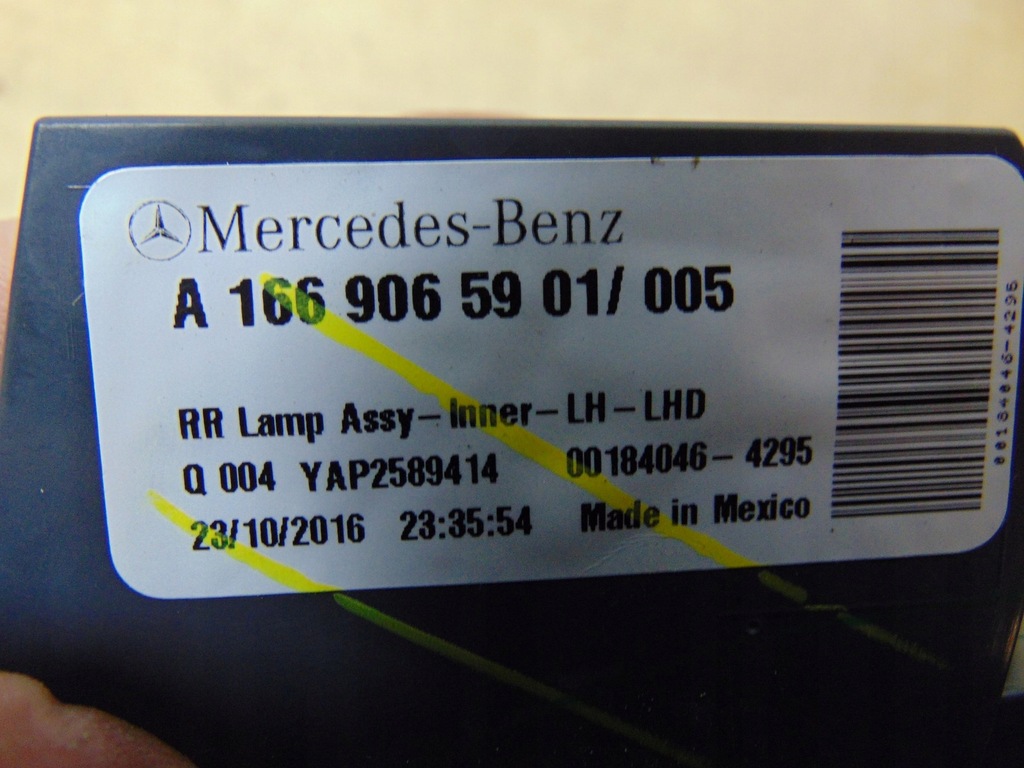 Mercedes-Benz
A 166 906 59 01/ 005
RR Lamp Assy-Inner-LH-LHD
Q 004 YAP2589414 00184046-4295
23/10/2016 23:35:54 Made in Mexico
00184046-4295